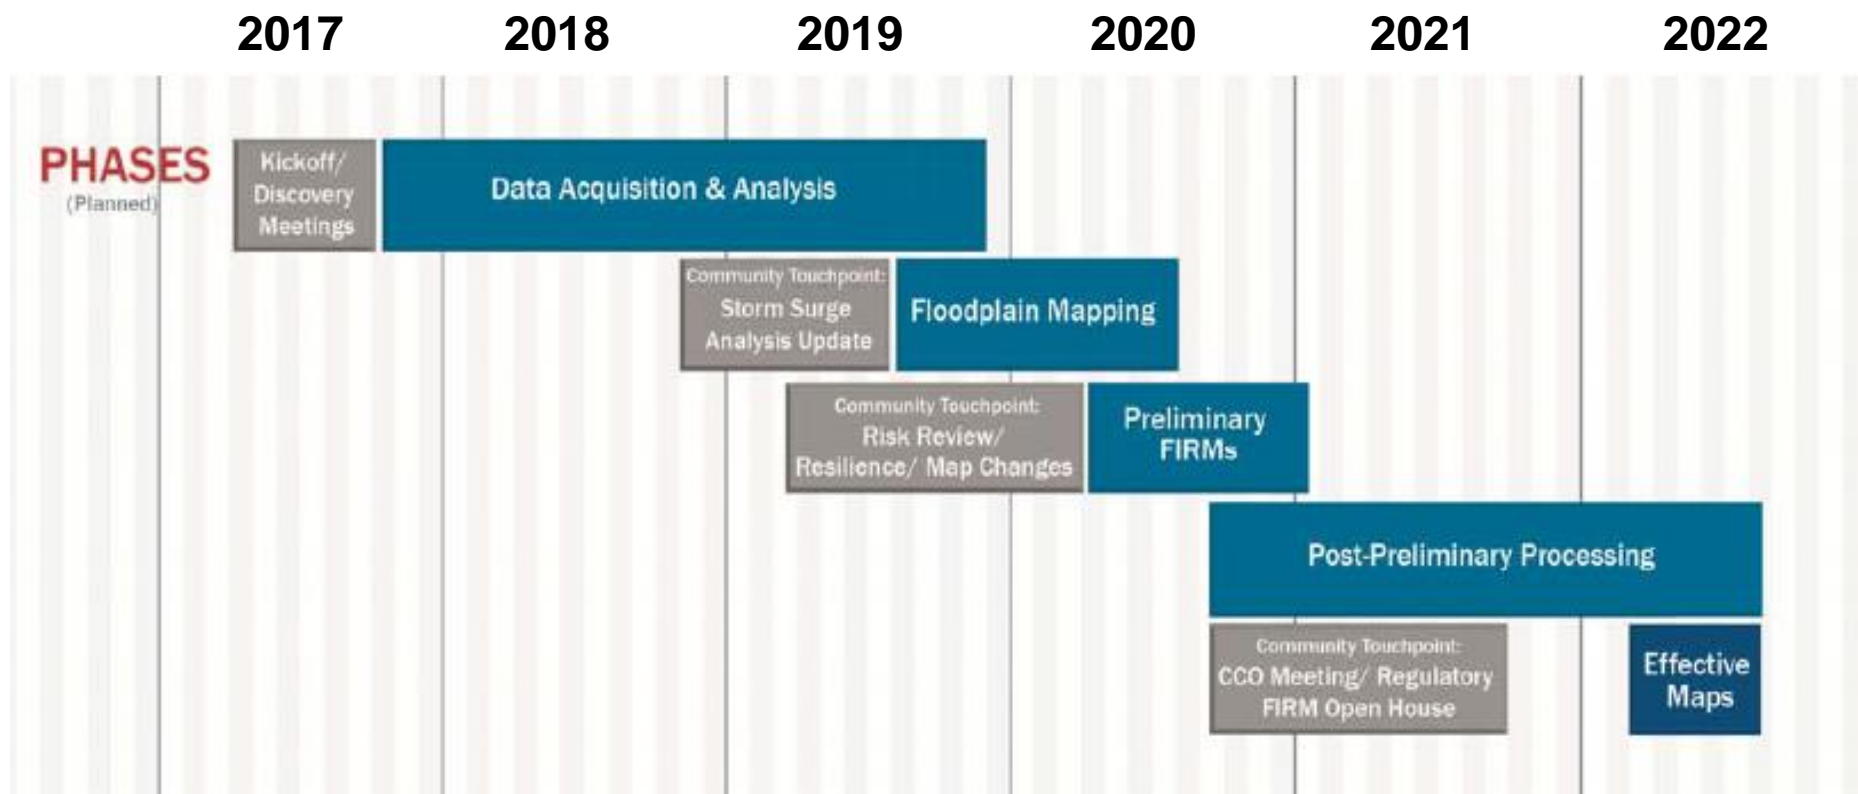 2017 2018 2019 2020 2021 2022
PHASES
(Planned)
Kickoff/
Discovery
Meetings
Data Acquisition & Analysis
Community Touchpoint:
Storm Surge
Analysis Update
Floodplain Mapping
Community Touchpoint:
Risk Review/
Resilience/ Map Changes
Preliminary
FIRMs
Post-Preliminary Processing
Community Touchpoint:
CCO Meeting/ Regulatory
FIRM Open House
Effective
Maps